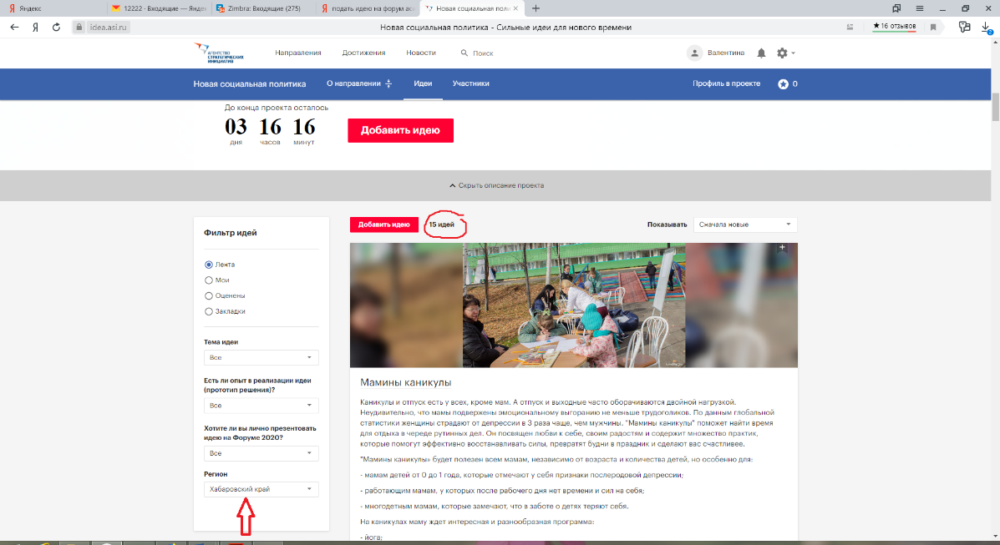 Яндекс
12222 · Входящие — Яндек
Zimbra: Входящие (275)
подать идею на форум аси
Новая социальная поли
idea.asi.ru
Новая социальная политика - Сильные идеи для нового времени
★ 16 отзывов
2
АГЕНТСТВО
СТРАТЕГИЧЕСКИХ
ИНИЦИАТИВ
Направления
Достижения
Новости
Поиск
Валентина
Новая социальная политика
О направлении
Идеи
Участники
Профиль в проекте
0
До конца проекта осталось
03 16 16
дня часов минут
Добавить идею
Скрыть описание проекта
Фильтр идей
Лента
Мои
Оценены
Закладки
Тема идеи
Все
Есть ли опыт в реализации идеи
(прототип решения)?
Все
Хотите ли вы лично презентовать
идею на Форуме 2020?
Все
Регион
Хабаровский край
Добавить идею
15 идей
Показывать
Сначала новые
Мамины каникулы
Каникулы и отпуск есть у всех, кроме мам. А отпуск и выходные часто оборачиваются двойной нагрузкой.
Неудивительно, что мамы подвержены эмоциональному выгоранию не меньше трудоголиков. По данным глобальной
статистики женщины страдают от депрессии в 3 раза чаще, чем мужчины. "Мамины каникулы" поможет найти время
для отдыха в череде рутинных дел. Он посвящен любви к себе, своим радостям и содержит множество практик,
которые помогут эффективно восстанавливать силы, превратят будни в праздник и сделают вас счастливее.
"Мамины каникулы» будет полезен всем мамам, независимо от возраста и количества детей, но особенно для:
- мамам детей от 0 до 1 года, которые отмечают у себя признаки послеродовой депрессии;
- работающим мамам, у которых после рабочего дня нет времени и сил на себя;
- многодетным мамам, которые замечают, что в заботе о детях теряют себя.
На каникулах маму ждет интересная и разнообразная программа:
- йога;